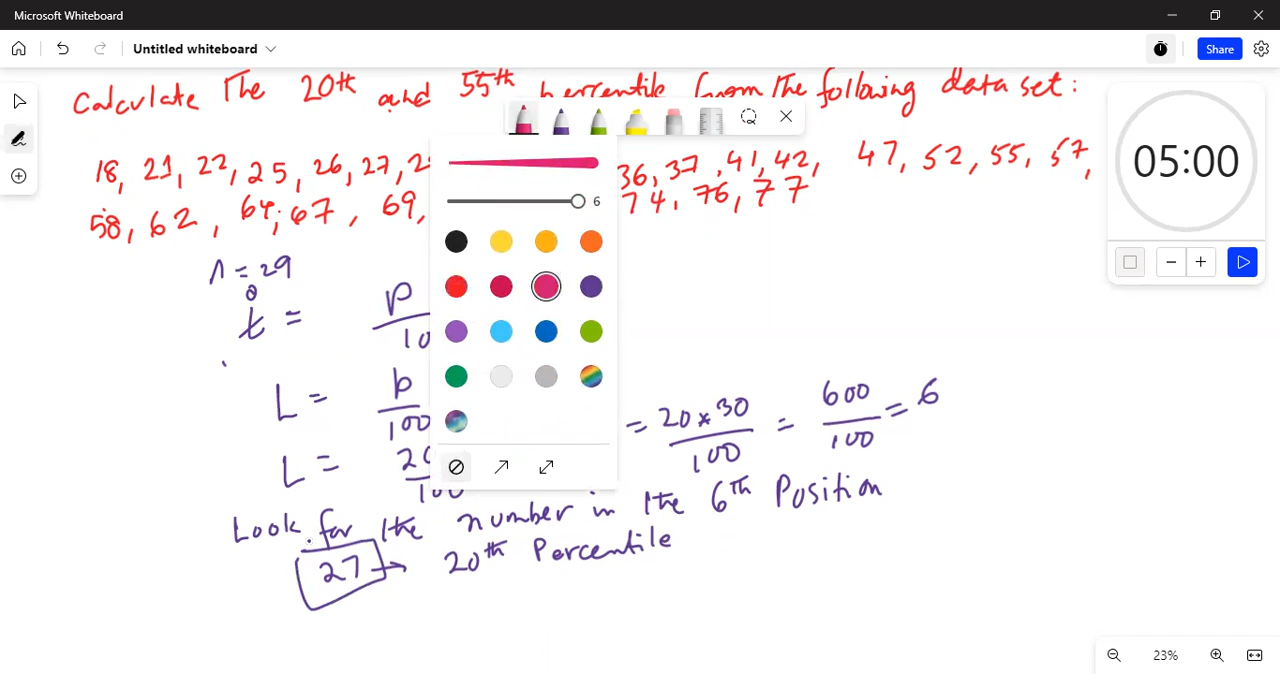 Microsoft Whiteboard
Untitled whiteboard
Share
Calculate The 20th and 55th percentile from the following data set:
18, 21, 22, 25, 26, 27, 36, 37, 41, 42, 47, 52, 55, 57,
58, 62, 64, 67, 69, 74, 76, 77
05:00
6
n = 29
=
P
L = P
100
= 20 x 30 / 100 = 600 / 100 = 6
L = 20
100
Look for the number in the 6th Position
27 → 20th Percentile
23%